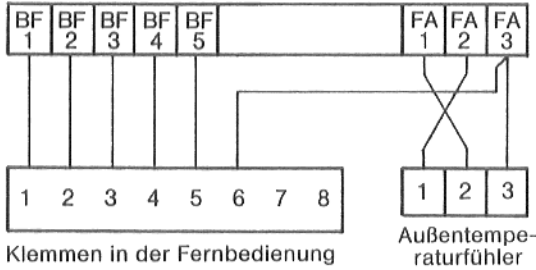 BF BF BF BF BF FA FA FA
1 2 3 4 5 1 2 3
1 2 3 4 5 6 7 8 1 2 3
Klemmen in der Fernbedienung
Außentempe-
raturfühler